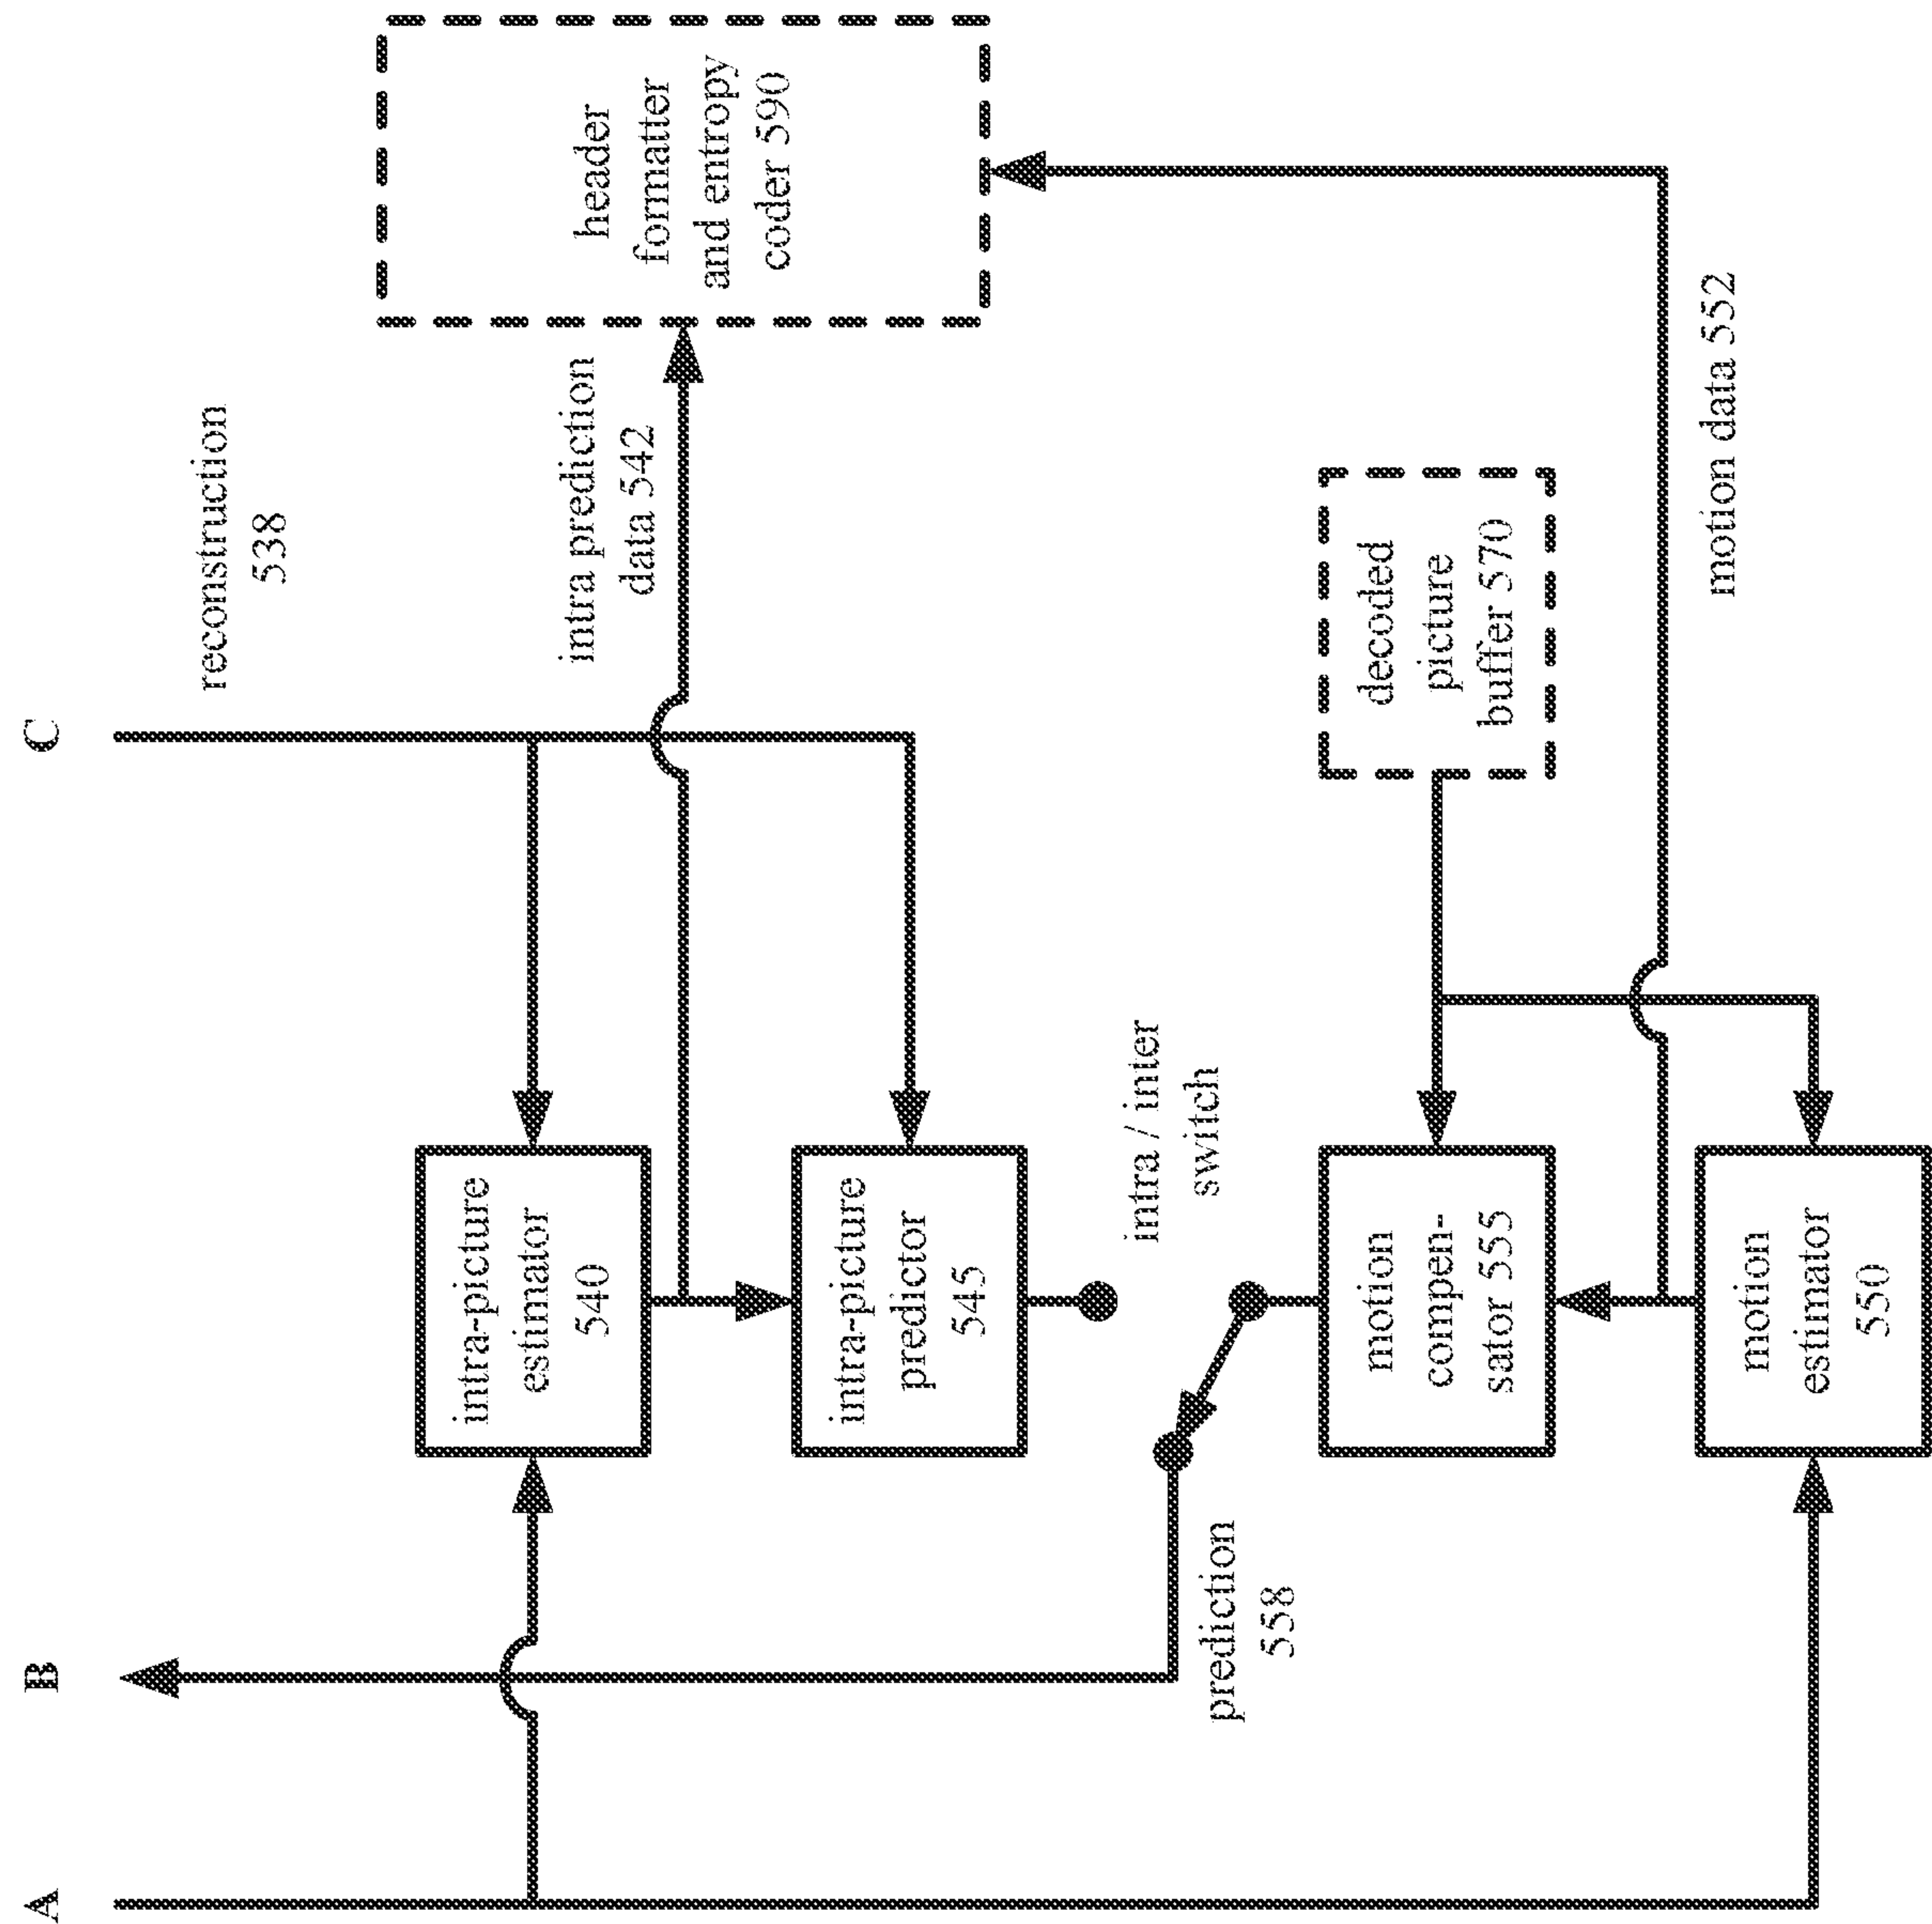 A
B
C
reconstruction
538
intra-picture
estimator
540
intra prediction
data 542
header
formatter
and entropy
coder 590
intra-picture
predictor
545
intra / inter
switch
prediction
558
motion
compen-
sator 555
decoded
picture
buffer 570
motion
estimator
550
motion data 552